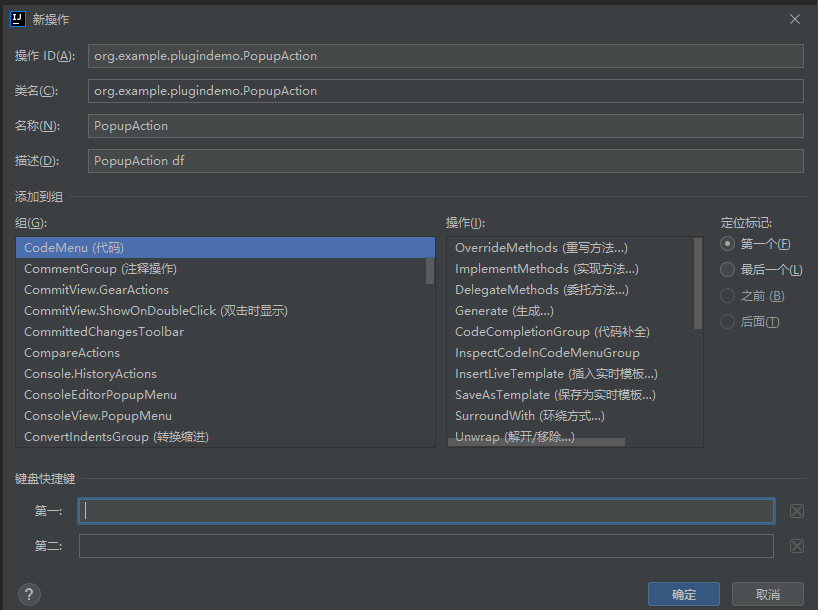 新操作
操作 ID(A): org.example.plugindemo.PopupAction
类名(C): org.example.plugindemo.PopupAction
名称(N): PopupAction
描述(D): PopupAction df
添加到组
组(G):
CodeMenu (代码)
CommentGroup (注释操作)
CommitView.GearActions
CommitView.ShowOnDoubleClick (双击时显示)
CommittedChangesToolbar
CompareActions
Console.HistoryActions
ConsoleEditorPopupMenu
ConsoleView.PopupMenu
ConvertIndentsGroup (转换缩进)
操作(I):
OverrideMethods (重写方法...)
ImplementMethods (实现方法...)
DelegateMethods (委托方法...)
Generate (生成...)
CodeCompletionGroup (代码补全)
InspectCodeInCodeMenuGroup
InsertLiveTemplate (插入实时模板...)
SaveAsTemplate (保存为实时模板...)
SurroundWith (环绕方式...)
Unwrap (解开/移除...)
定位标记:
第一个(F)
最后一个(L)
之前 (B)
后面(T)
键盘快捷键
第一:
第二:
?
确定
取消